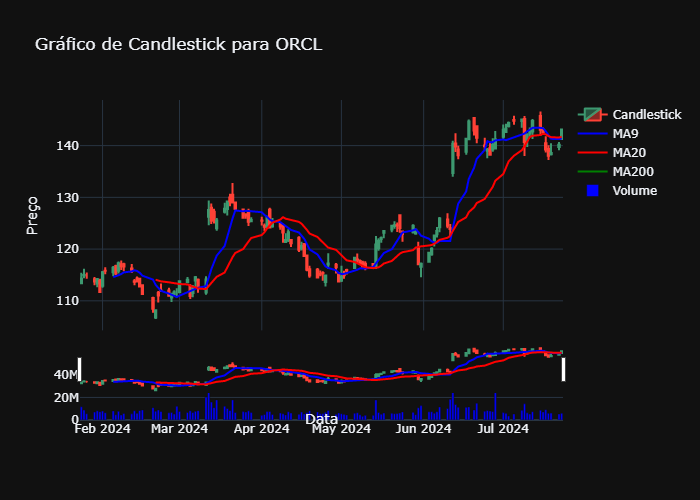 Gráfico de Candlestick para ORCL
Candlestick
MA9
MA20
MA200
Volume
Preço
140
130
120
110
40M
20M
0
Data
Feb 2024
Mar 2024
Apr 2024
May 2024
Jun 2024
Jul 2024